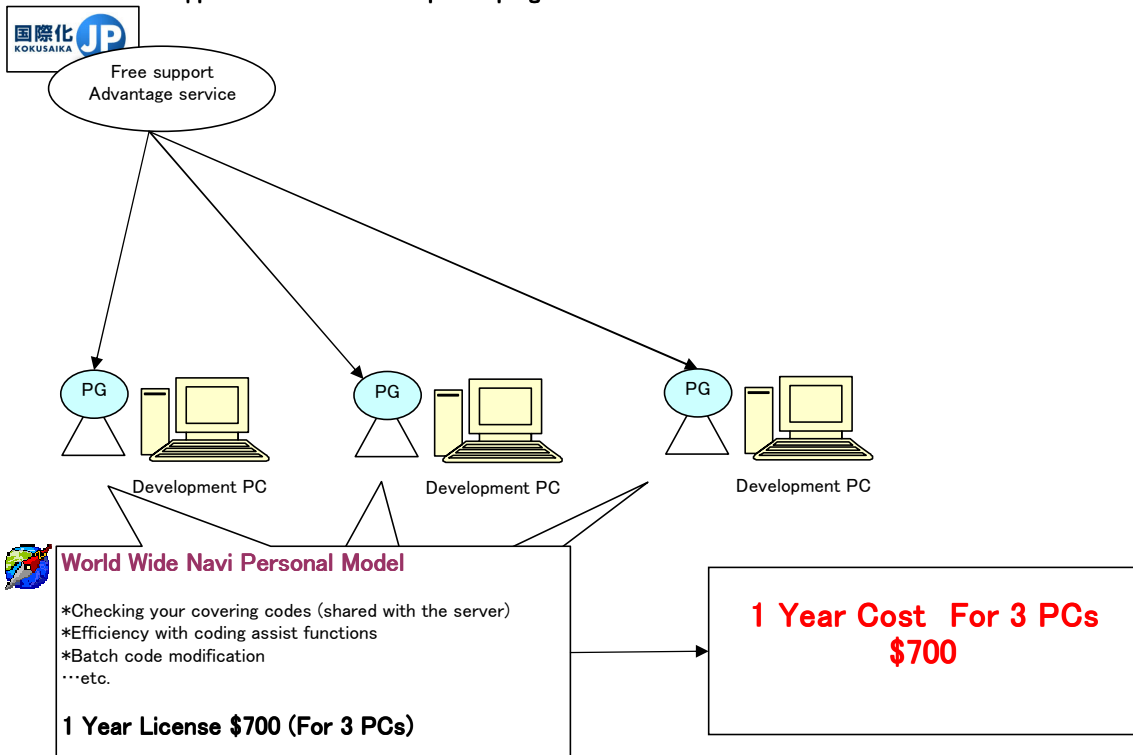 国際化 JP
KOKUSAIKA
Free support
Advantage service
PG
PG
PG
Development PC
Development PC
Development PC
World Wide Navi Personal Model
*Checking your covering codes (shared with the server)
*Efficiency with coding assist functions
*Batch code modification
…etc.
1 Year License $700 (For 3 PCs)
1 Year Cost For 3 PCs
$700